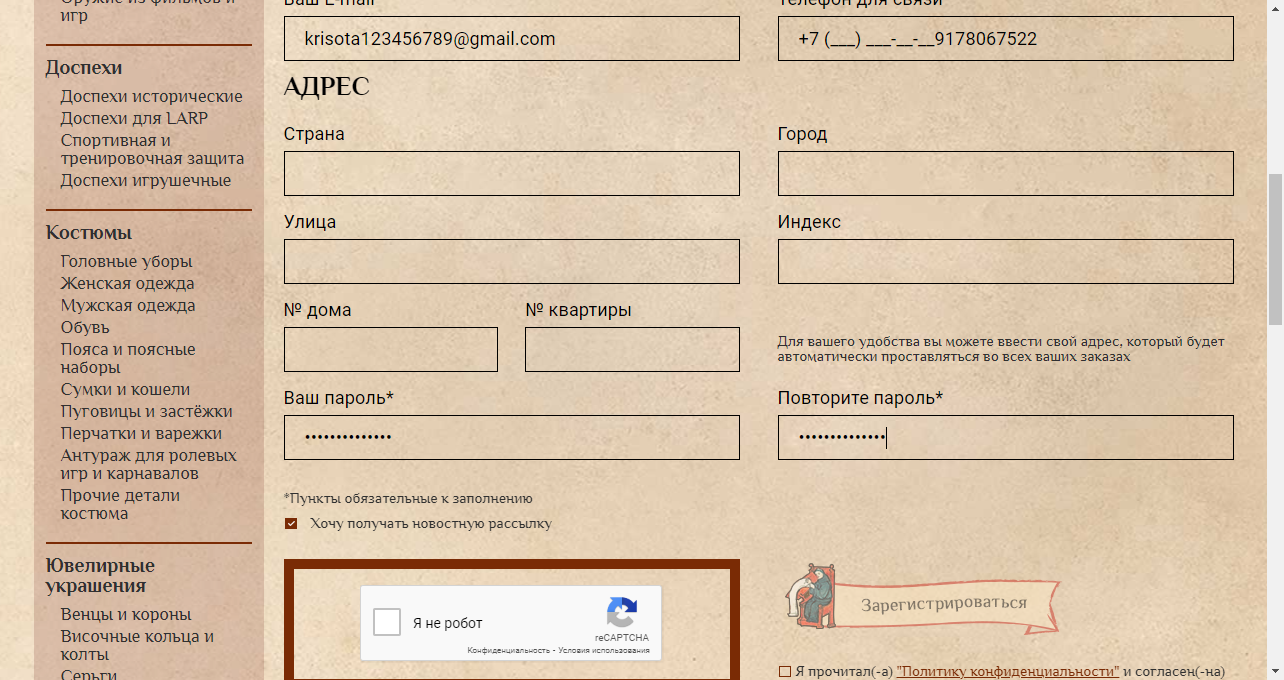 Оружие из фильмов и
игр
Доспехи
Доспехи исторические
Доспехи для LARP
Спортивная и
тренировочная защита
Доспехи игрушечные
Костюмы
Головные уборы
Женская одежда
Мужская одежда
Обувь
Пояса и поясные
наборы
Сумки и кошели
Пуговицы и застёжки
Перчатки и варежки
Антураж для ролевых
игр и карнавалов
Прочие детали
костюма
Ювелирные
украшения
Венцы и короны
Височные кольца и
колты
Серьги
Ваш E-mail
Телефон для связи
krisota123456789@gmail.com
+7 (___) ___-__-__9178067522
АДРЕС
Страна
Город
Улица
Индекс
№ дома
№ квартиры
Для вашего удобства вы можете ввести свой адрес, который будет
автоматически проставляться во всех ваших заказах
Ваш пароль*
Повторите пароль*
••••••••••••••
••••••••••••••
*Пункты обязательные к заполнению
Хочу получать новостную рассылку
Я не робот
reCAPTCHA
Конфиденциальность - Условия использования
Зарегистрироваться
Я прочитал(-а) "Политику конфиденциальности" и согласен(-на)